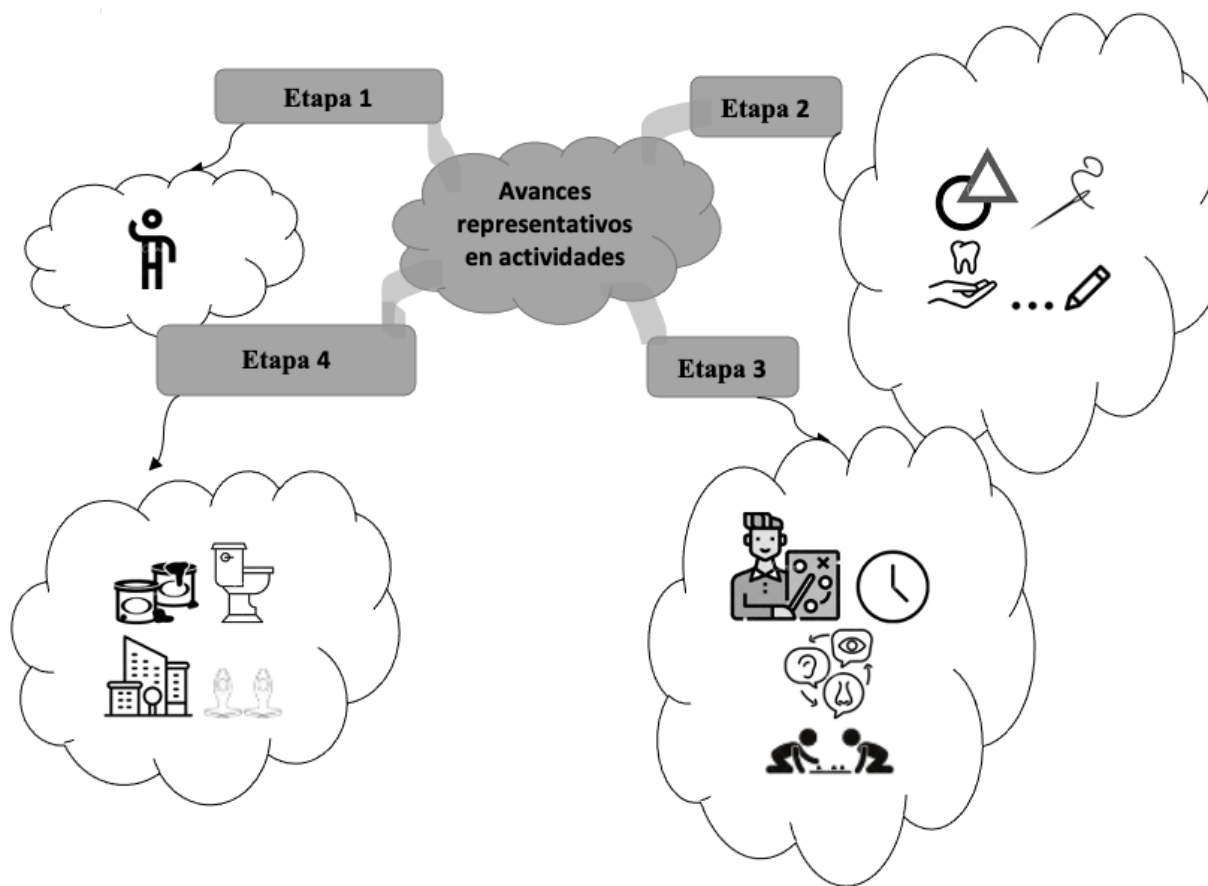 Etapa 1
Etapa 2
Avances
representativos
en actividades
Etapa 4
Etapa 3